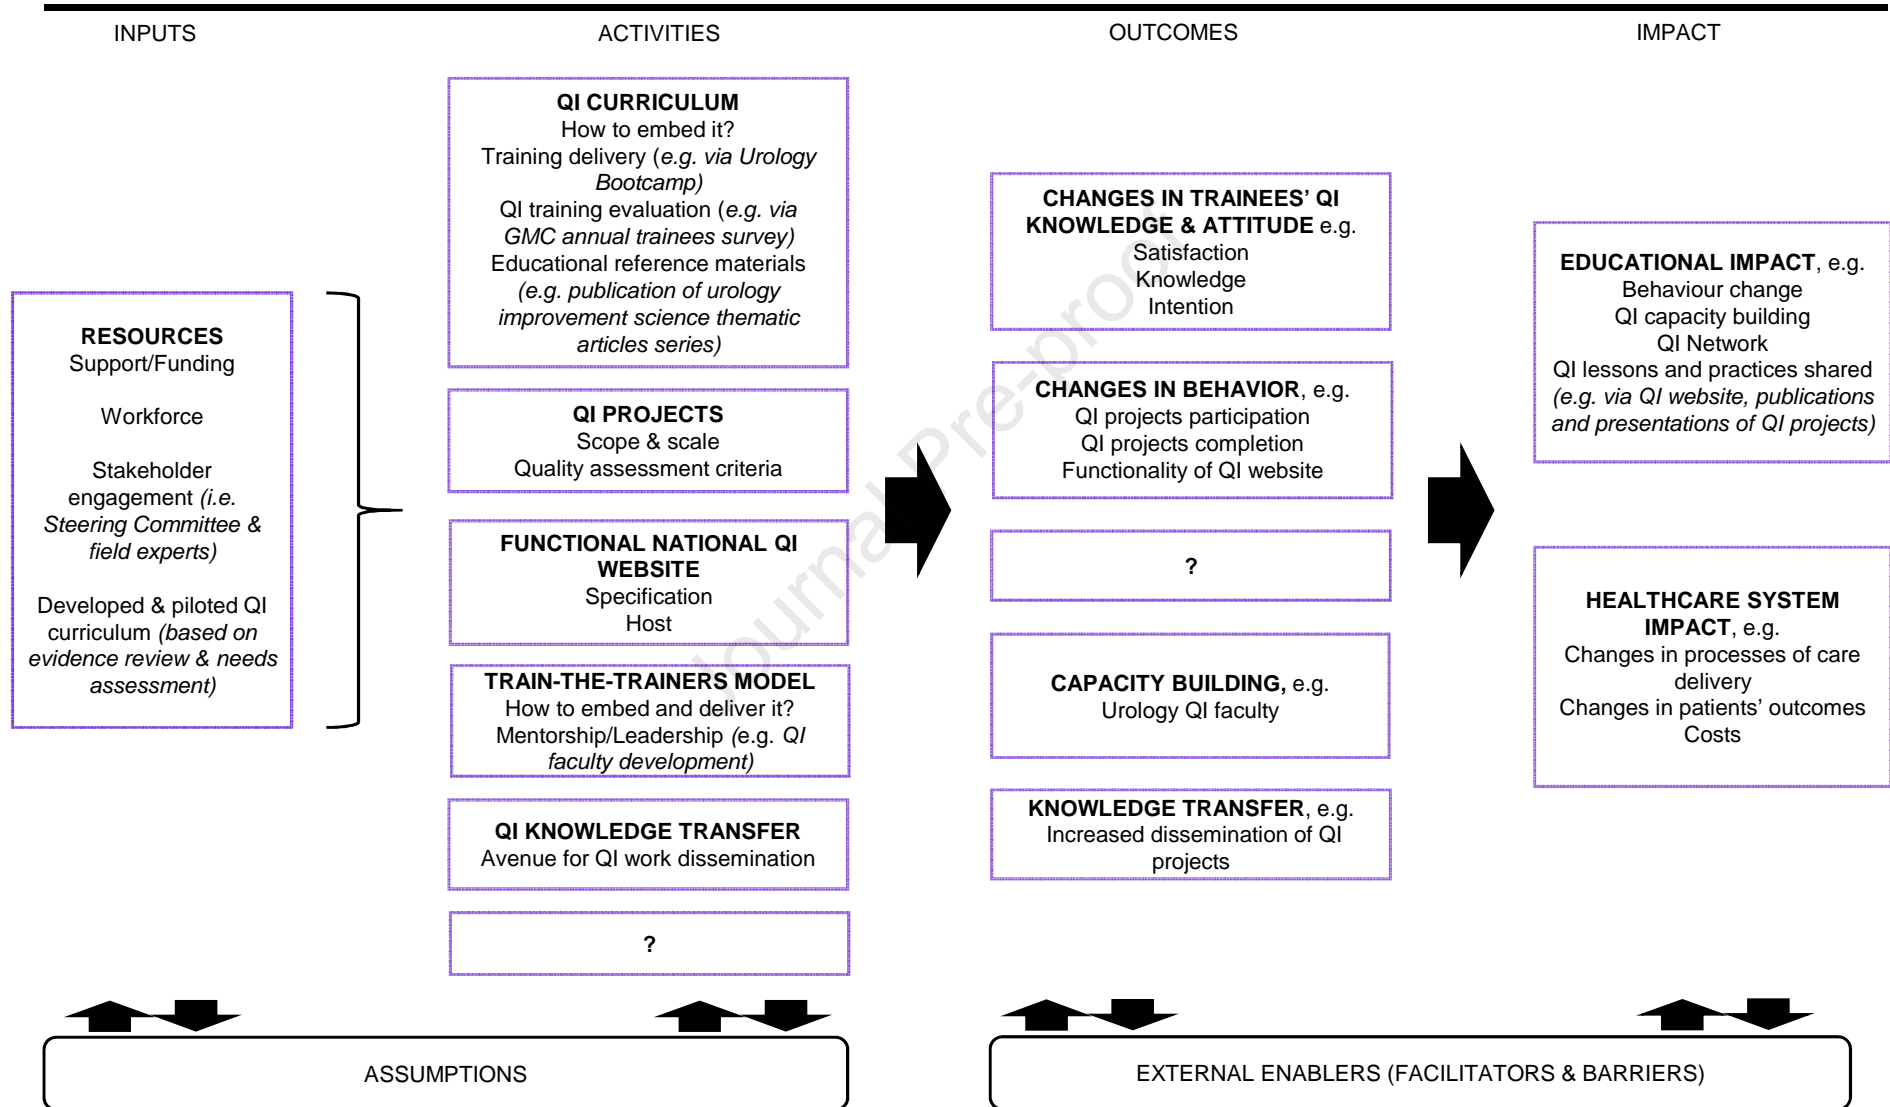 INPUTS
ACTIVITIES
OUTCOMES
IMPACT
RESOURCES
Support/Funding
Workforce
Stakeholder
engagement (i.e.
Steering Committee &
field experts)
Developed & piloted QI
curriculum (based on
evidence review & needs
assessment)
QI CURRICULUM
How to embed it?
Training delivery (e.g. via Urology
Bootcamp)
QI training evaluation (e.g. via
GMC annual trainees survey)
Educational reference materials
(e.g. publication of urology
improvement science thematic
articles series)
QI PROJECTS
Scope & scale
Quality assessment criteria
FUNCTIONAL NATIONAL QI
WEBSITE
Specification
Host
TRAIN-THE-TRAINERS MODEL
How to embed and deliver it?
Mentorship/Leadership (e.g. QI
faculty development)
QI KNOWLEDGE TRANSFER
Avenue for QI work dissemination
?
CHANGES IN TRAINEES’ QI
KNOWLEDGE & ATTITUDE e.g.
Satisfaction
Knowledge
Intention
CHANGES IN BEHAVIOR, e.g.
QI projects participation
QI projects completion
Functionality of QI website
?
CAPACITY BUILDING, e.g.
Urology QI faculty
KNOWLEDGE TRANSFER, e.g.
Increased dissemination of QI
projects
EDUCATIONAL IMPACT, e.g.
Behaviour change
QI capacity building
QI Network
QI lessons and practices shared
(e.g. via QI website, publications
and presentations of QI projects)
HEALTHCARE SYSTEM
IMPACT, e.g.
Changes in processes of care
delivery
Changes in patients’ outcomes
Costs
ASSUMPTIONS
EXTERNAL ENABLERS (FACILITATORS & BARRIERS)
Journal Pre-proof